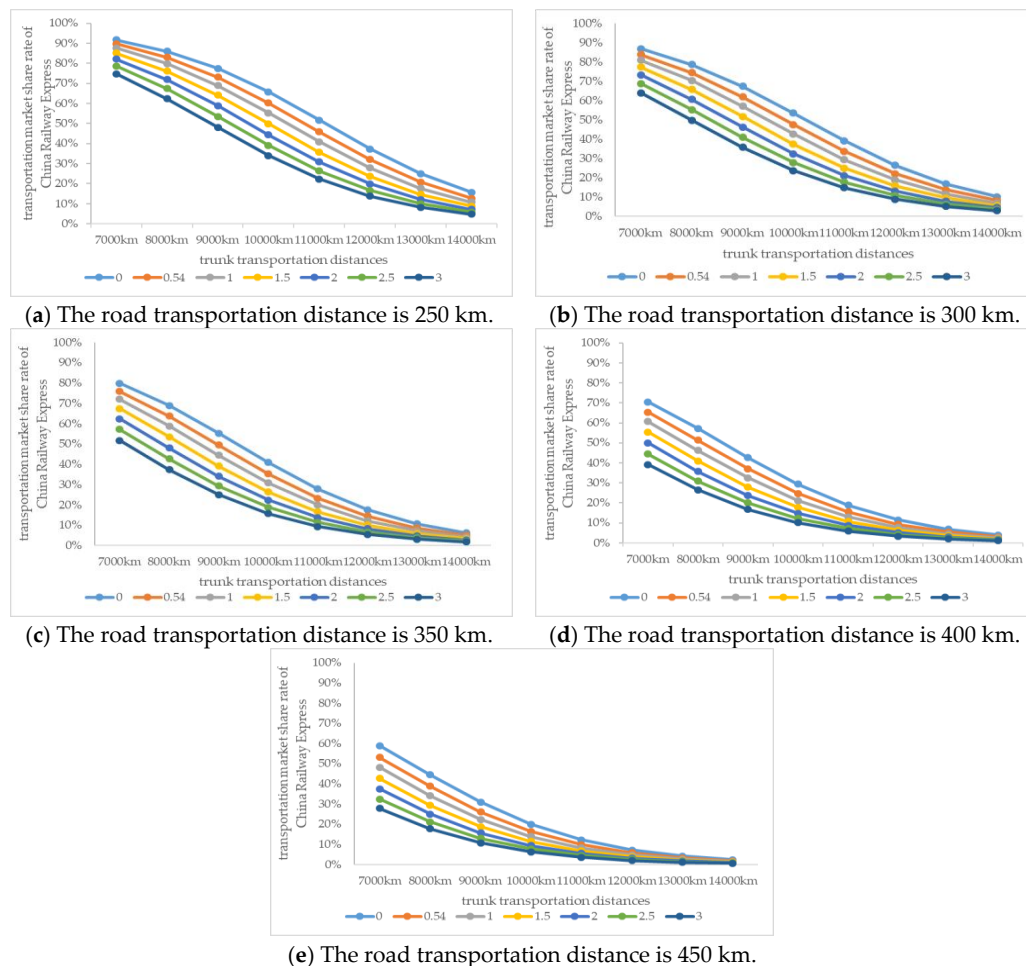 transportation market share rate of
China Railway Express
100%
90%
80%
70%
60%
50%
40%
30%
20%
10%
0%
7000km 8000km 9000km 10000km 11000km 12000km 13000km 14000km
trunk transportation distances
0 0.54 1 1.5 2 2.5 3
(a) The road transportation distance is 250 km.
transportation market share rate of
China Railway Express
100%
90%
80%
70%
60%
50%
40%
30%
20%
10%
0%
7000km 8000km 9000km 10000km 11000km 12000km 13000km 14000km
trunk transportation distances
0 0.54 1 1.5 2 2.5 3
(b) The road transportation distance is 300 km.
transportation market share rate of
China Railway Express
100%
90%
80%
70%
60%
50%
40%
30%
20%
10%
0%
7000km 8000km 9000km 10000km 11000km 12000km 13000km 14000km
trunk transportation distances
0 0.54 1 1.5 2 2.5 3
(c) The road transportation distance is 350 km.
transportation market share rate of
China Railway Express
100%
90%
80%
70%
60%
50%
40%
30%
20%
10%
0%
7000km 8000km 9000km 10000km 11000km 12000km 13000km 14000km
trunk transportation distances
0 0.54 1 1.5 2 2.5 3
(d) The road transportation distance is 400 km.
transportation market share rate of
China Railway Express
100%
90%
80%
70%
60%
50%
40%
30%
20%
10%
0%
7000km 8000km 9000km 10000km 11000km 12000km 13000km 14000km
trunk transportation distances
0 0.54 1 1.5 2 2.5 3
(e) The road transportation distance is 450 km.